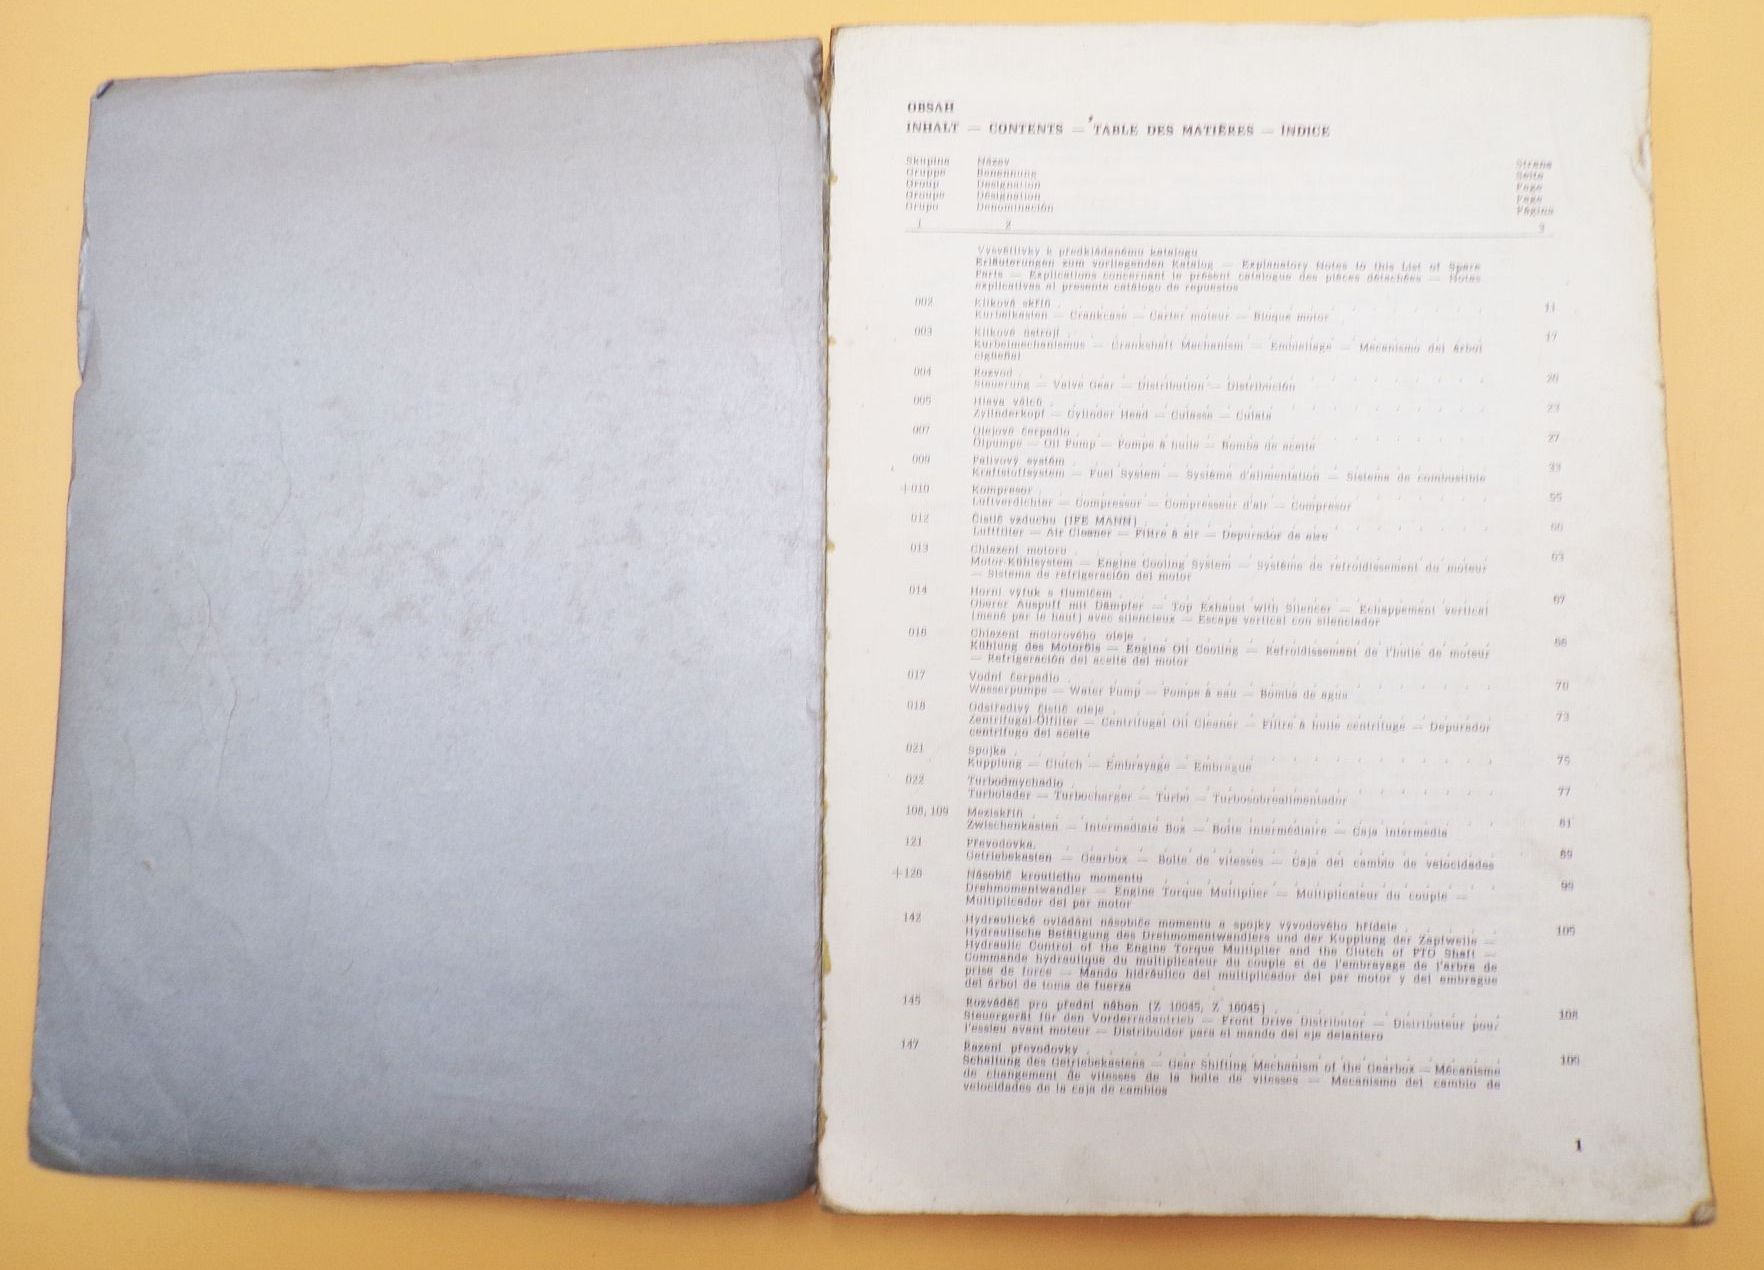 OBSAH
INHALT — CONTENTS — TABLE DES MATIÈRES — ÍNDICE
Skupina Název Strana
Gruppe Benennung Seite
Group Designation Page
Groupe Désignation Page
Grupo Denominación Página
1 2 3
Vysvětlivky k předkládanému katalogu
Erläuterungen zum vorliegenden Katalog — Explanatory Notes to this List of Spare
Parts — Explications concernant le présent catalogue des pièces détachées — Notas
explicativas al presente catálogo de repuestos
002 Kliková skříň 11
Kurbelkasten — Crankcase — Carter moteur — Bloque motor
003 Klikové ústrojí 17
Kurbelmechanismus — Crankshaft Mechanism — Embiellage — Mecanismo del árbol
cigüeñal
004 Rozvod 20
Steuerung — Valve Gear — Distribution — Distribución
005 Hlava válců 23
Zylinderkopf — Cylinder Head — Culasse — Culata
007 Olejové čerpadlo 27
Ölpumpe — Oil Pump — Pompe à huile — Bomba de aceite
009 Palivový systém
Kraftstoffsystem — Fuel System — Système d'alimentation — Sistema de combustible
+010 Kompresor 55
Luftverdichter — Compressor — Compresseur d'air — Compresor
012 Čistič vzduchu (IFE MANN)
Luftfilter — Air Cleaner — Filtre à air — Depurador de aire
013 Chlazení motoru 63
Motor-Kühlsystem — Engine Cooling System — Système de refroidissement du moteur
— Sistema de refrigeración del motor
014 Horní výfuk s tlumičem 67
Oberer Auspuff mit Dämpfer — Top Exhaust with Silencer — Echappement vertical
(mené par le haut) avec silencieux — Escape vertical con silenciador
016 Chlazení motorového oleje
Kühlung des Motoröls — Engine Oil Cooling — Refroidissement de l'huile de moteur
— Refrigeración del aceite del motor
017 Vodní čerpadlo 70
Wasserpumpe — Water Pump — Pompe à eau — Bomba de agua
018 Odstředivý čistič oleje 73
Zentrifugal-Ölfilter — Centrifugal Oil Cleaner — Filtre à huile centrifuge — Depurador
centrífugo del aceite
021 Spojka 75
Kupplung — Clutch — Embrayage — Embrague
022 Turbodmychadlo 77
Turbolader — Turbocharger — Turbo — Turbosobrealimentador
108, 109 Meziskříň 81
Zwischenkasten — Intermediate Box — Boîte intermédiaire — Caja intermedia
121 Převodovka 89
Getriebekasten — Gearbox — Boîte de vitesses — Caja del cambio de velocidades
+126 Násobič krouticího momentu 99
Drehmomentwandler — Engine Torque Multiplier — Multiplicateur du couple —
Multiplicador del par motor
142 Hydraulické ovládání násobiče momentu a spojky vývodového hřídele 105
Hydraulische Betätigung des Drehmomentwandlers und der Kupplung der Zapfwelle —
Hydraulic Control of the Engine Torque Multiplier and the Clutch of PTO Shaft —
Commande hydraulique du multiplicateur du couple et de l'embrayage de l'arbre de
prise de force — Mando hidráulico del multiplicador del par motor y del embrague
del árbol de toma de fuerza
145 Rozváděč pro přední náhon (Z 10045, Z 16045) 108
Steuergerät für den Vorderradantrieb — Front Drive Distributor — Distributeur pour
l'essieu avant moteur — Distribuidor para el mando del eje delantero
147 Řazení převodovky 109
Schaltung des Getriebekastens — Gear Shifting Mechanism of the Gearbox — Mécanisme
de changement de vitesses de la boîte de vitesses — Mecanismo del cambio de
velocidades de la caja de cambios
1